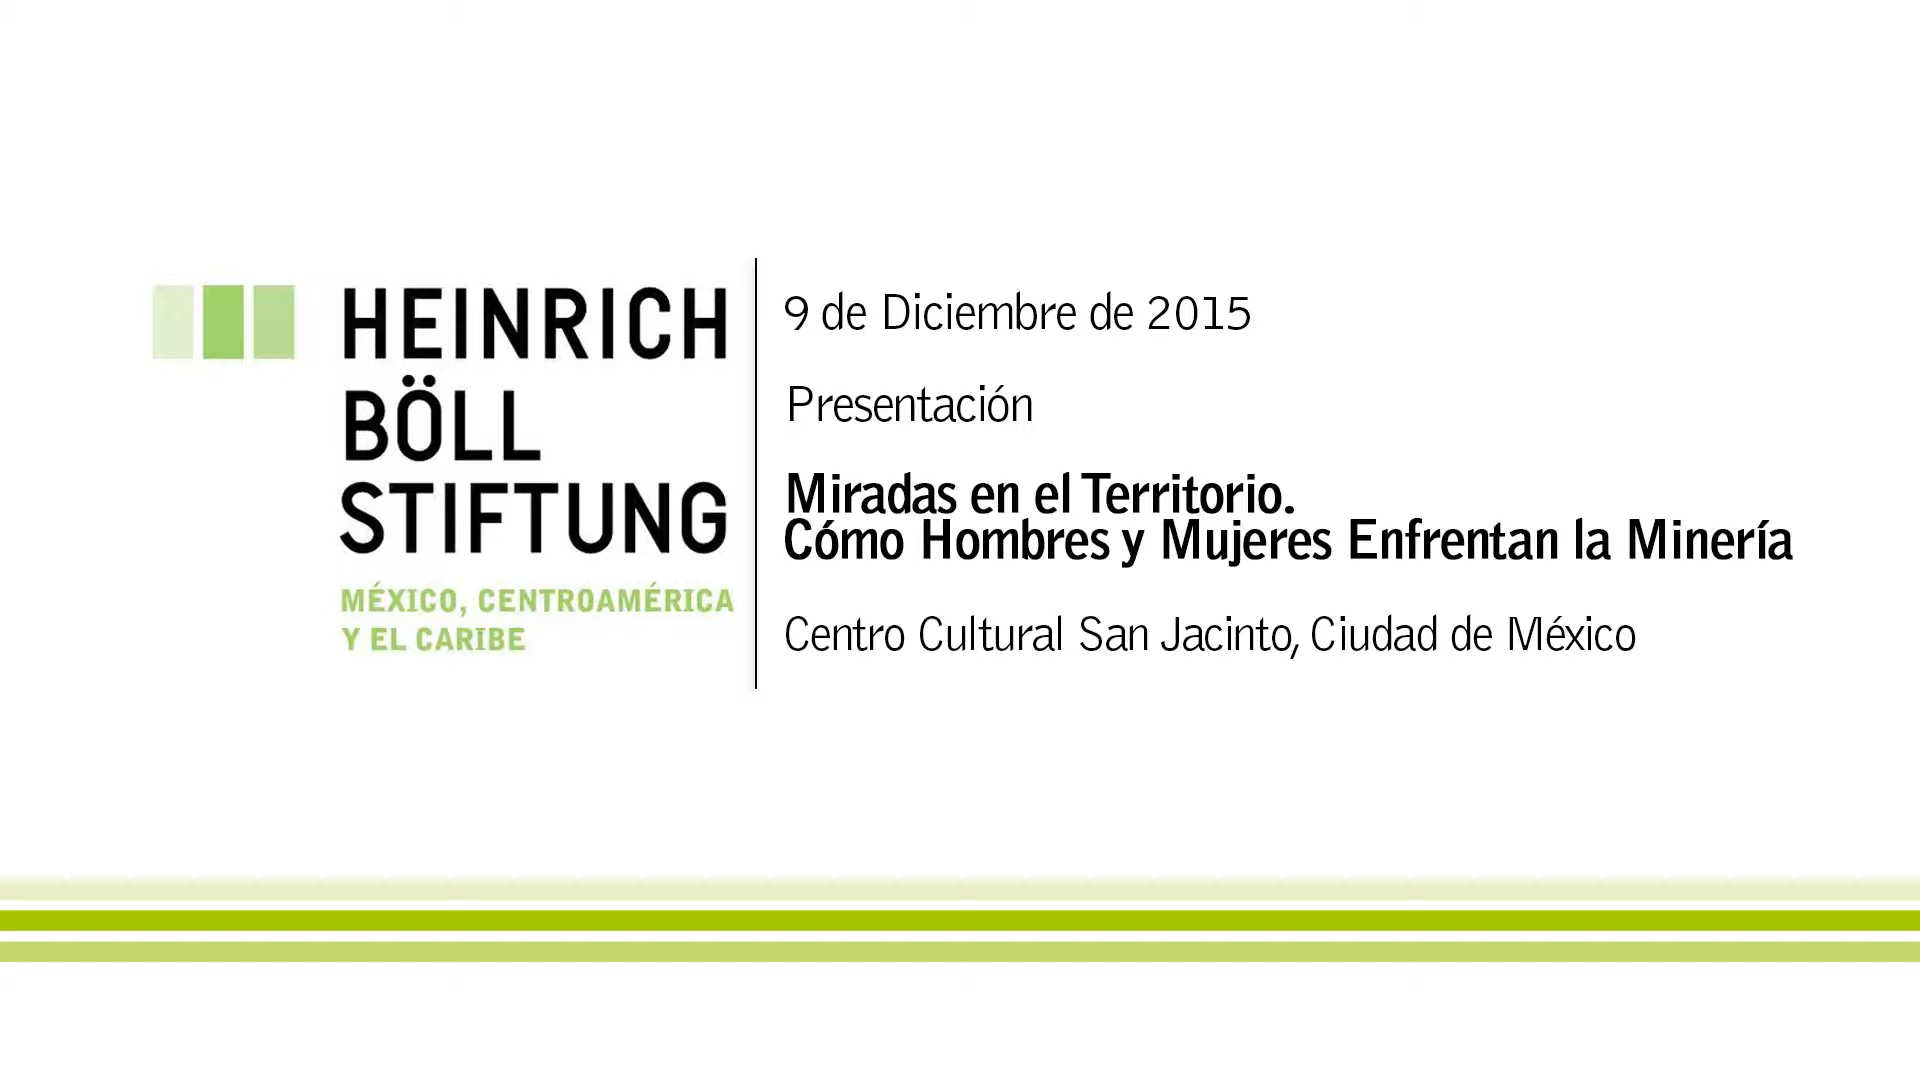 HEINRICH
BÖLL
STIFTUNG
MÉXICO, CENTROAMÉRICA
Y EL CARIBE
9 de Diciembre de 2015
Presentación
Miradas en el Territorio.
Cómo Hombres y Mujeres Enfrentan la Minería
Centro Cultural San Jacinto, Ciudad de México